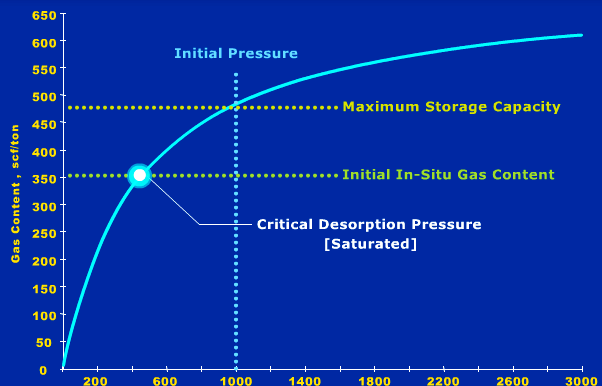 650
600
550
500
450
400
350
300
250
200
150
100
50
0
Gas Content , scf/ton
Initial Pressure
Maximum Storage Capacity
Initial In-Situ Gas Content
Critical Desorption Pressure
[Saturated]
200 600 1000 1400 1800 2200 2600 3000